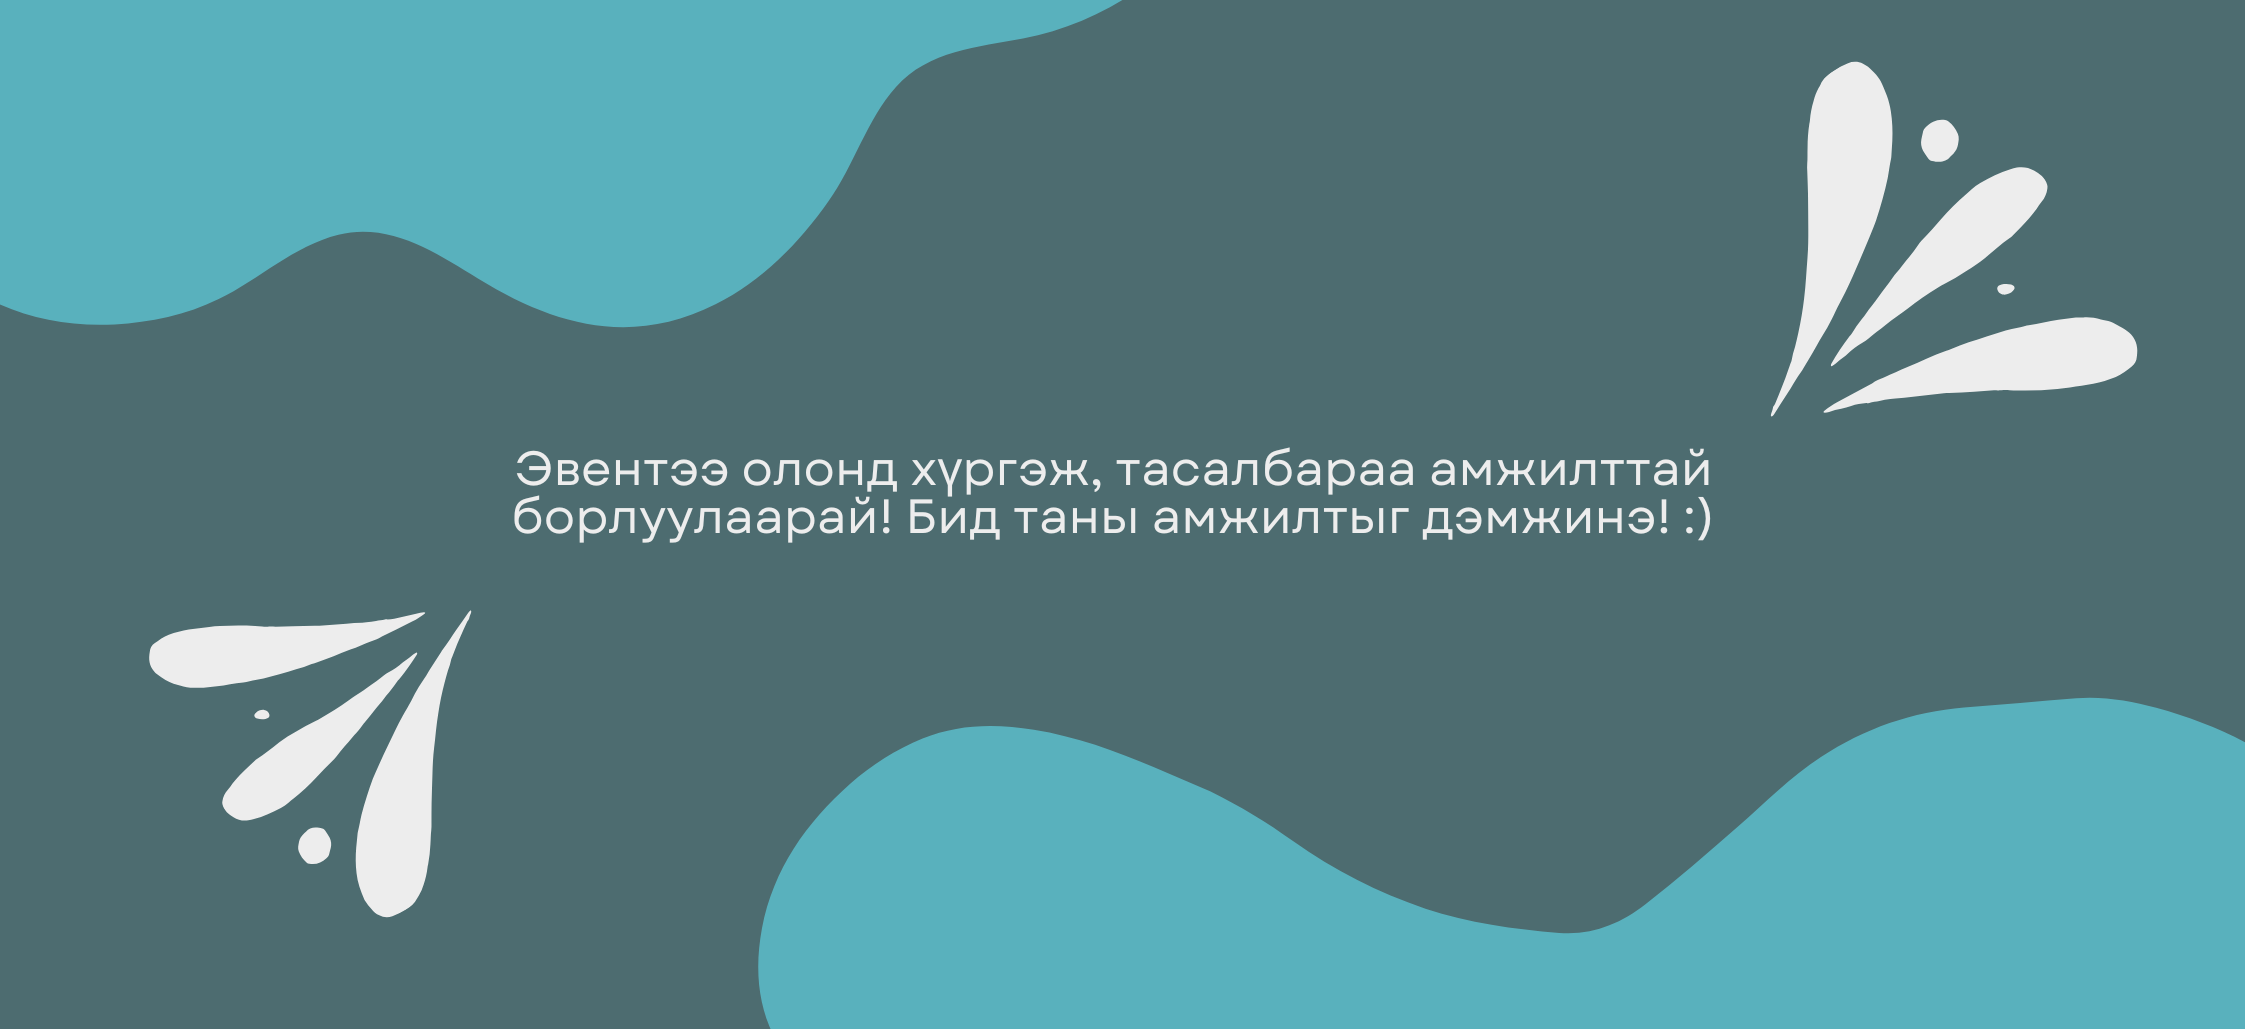 Эвентээ олонд хүргэж, тасалбараа амжилттай
борлуулаарай! Бид таны амжилтыг дэмжинэ! :)